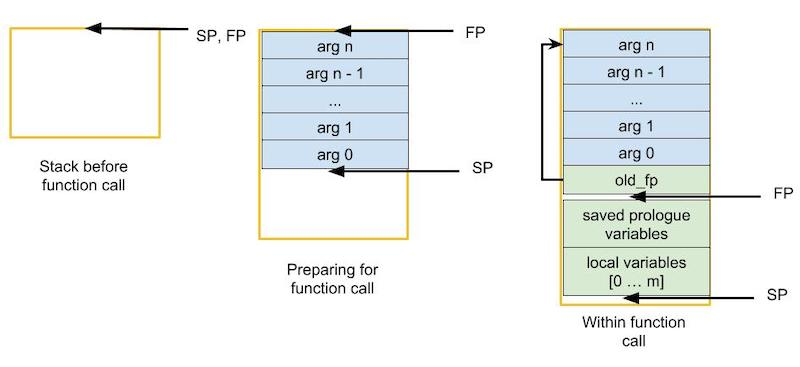 SP, FP
Stack before
function call
FP
arg n
arg n - 1
...
arg 1
arg 0
SP
Preparing for
function call
arg n
arg n - 1
...
arg 1
arg 0
old_fp
FP
saved prologue
variables
local variables
[0 ... m]
SP
Within function
call